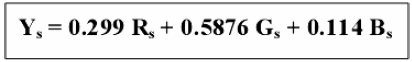 Yₛ = 0.299 Rₛ + 0.5876 Gₛ + 0.114 Bₛ